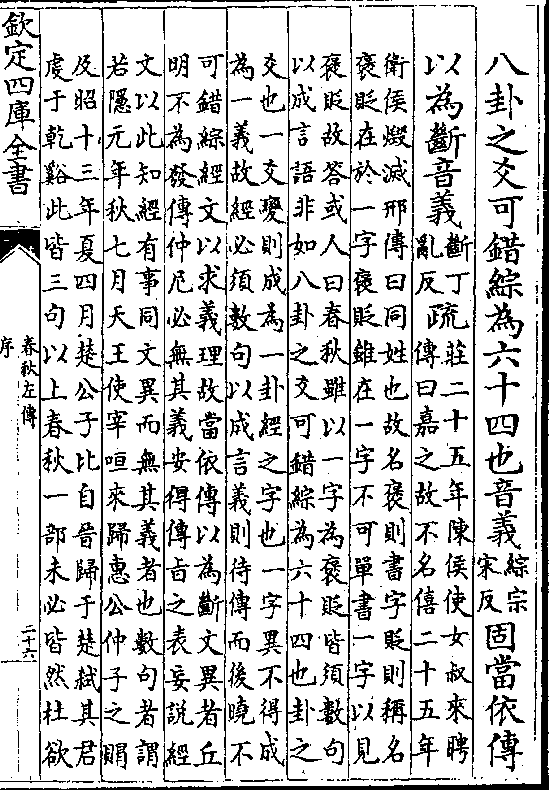 八卦之爻可錯綜為六十四也音義綜宗宋反固當依傳
以為斷音義斷丁亂反疏莊二十五年陳侯使女叔來聘
傳曰嘉之故不名僖二十五年
衛侯燬滅邢傳曰同姓也故名褒則書字貶則稱名
褒貶在於一字褒貶雖在一字不可單書一字以見
褒貶故答或人曰春秋雖以一字為褒貶皆須數句
以成言語非如八卦之爻可錯綜為六十四也卦之
爻也一爻變則成為一卦經之字也一字異不得成
為一義故經必須數句以成言義則待傳而後曉不
可錯綜經文以求義理故當依傳以為斷文異者丘
明不為發傳仲尼必無其義安得傳旨之表妄說經
文以此知經有事同文異而無其義者也數句者謂
若隱元年秋七月天王使宰咺來歸惠公仲子之賵
及昭十三年夏四月楚公子比自晉歸于楚弑其君
虔于乾谿此皆三句以上春秋一部未必皆然杜欲
欽定四庫全書
春秋左傳
序
二十六